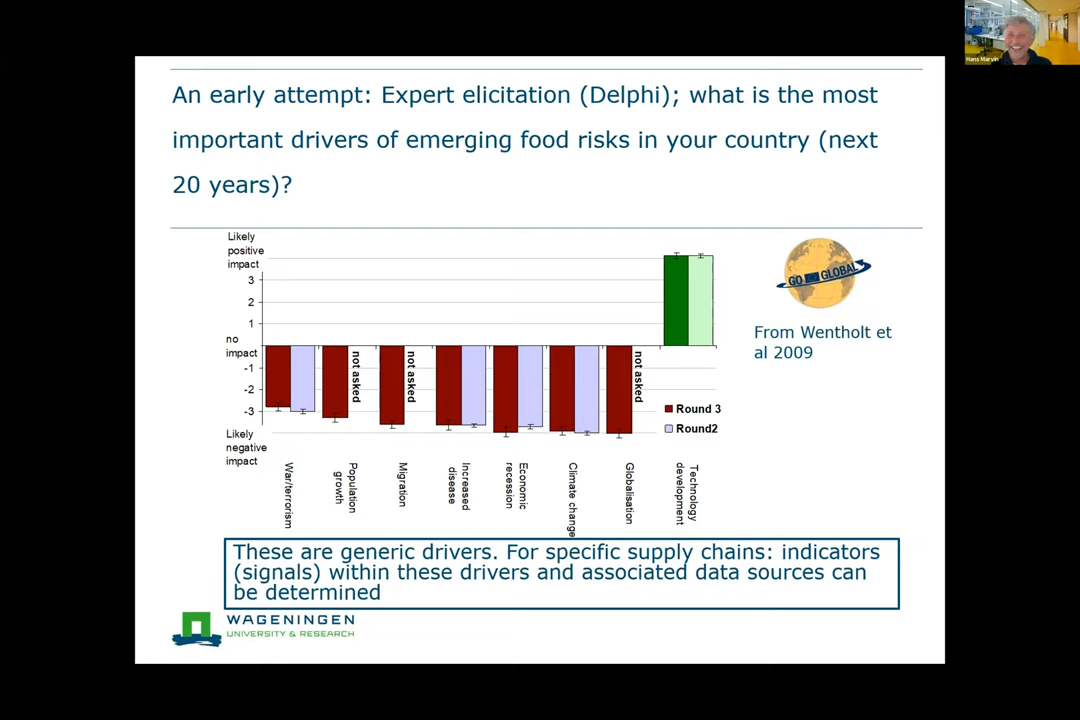 Hans Marvin
An early attempt: Expert elicitation (Delphi); what is the most
important drivers of emerging food risks in your country (next
20 years)?
Likely
positive
impact
3
2
1
no
impact
-1
-2
-3
Likely
negative
impact
not asked
not asked
not asked
War/terrorism
Population
growth
Migration
Increased
disease
Economic
recession
Climate change
Globalisation
Technology
development
Round 3
Round2
GO GLOBAL
From Wentholt et
al 2009
These are generic drivers. For specific supply chains: indicators
(signals) within these drivers and associated data sources can
be determined
WAGENINGEN
UNIVERSITY & RESEARCH